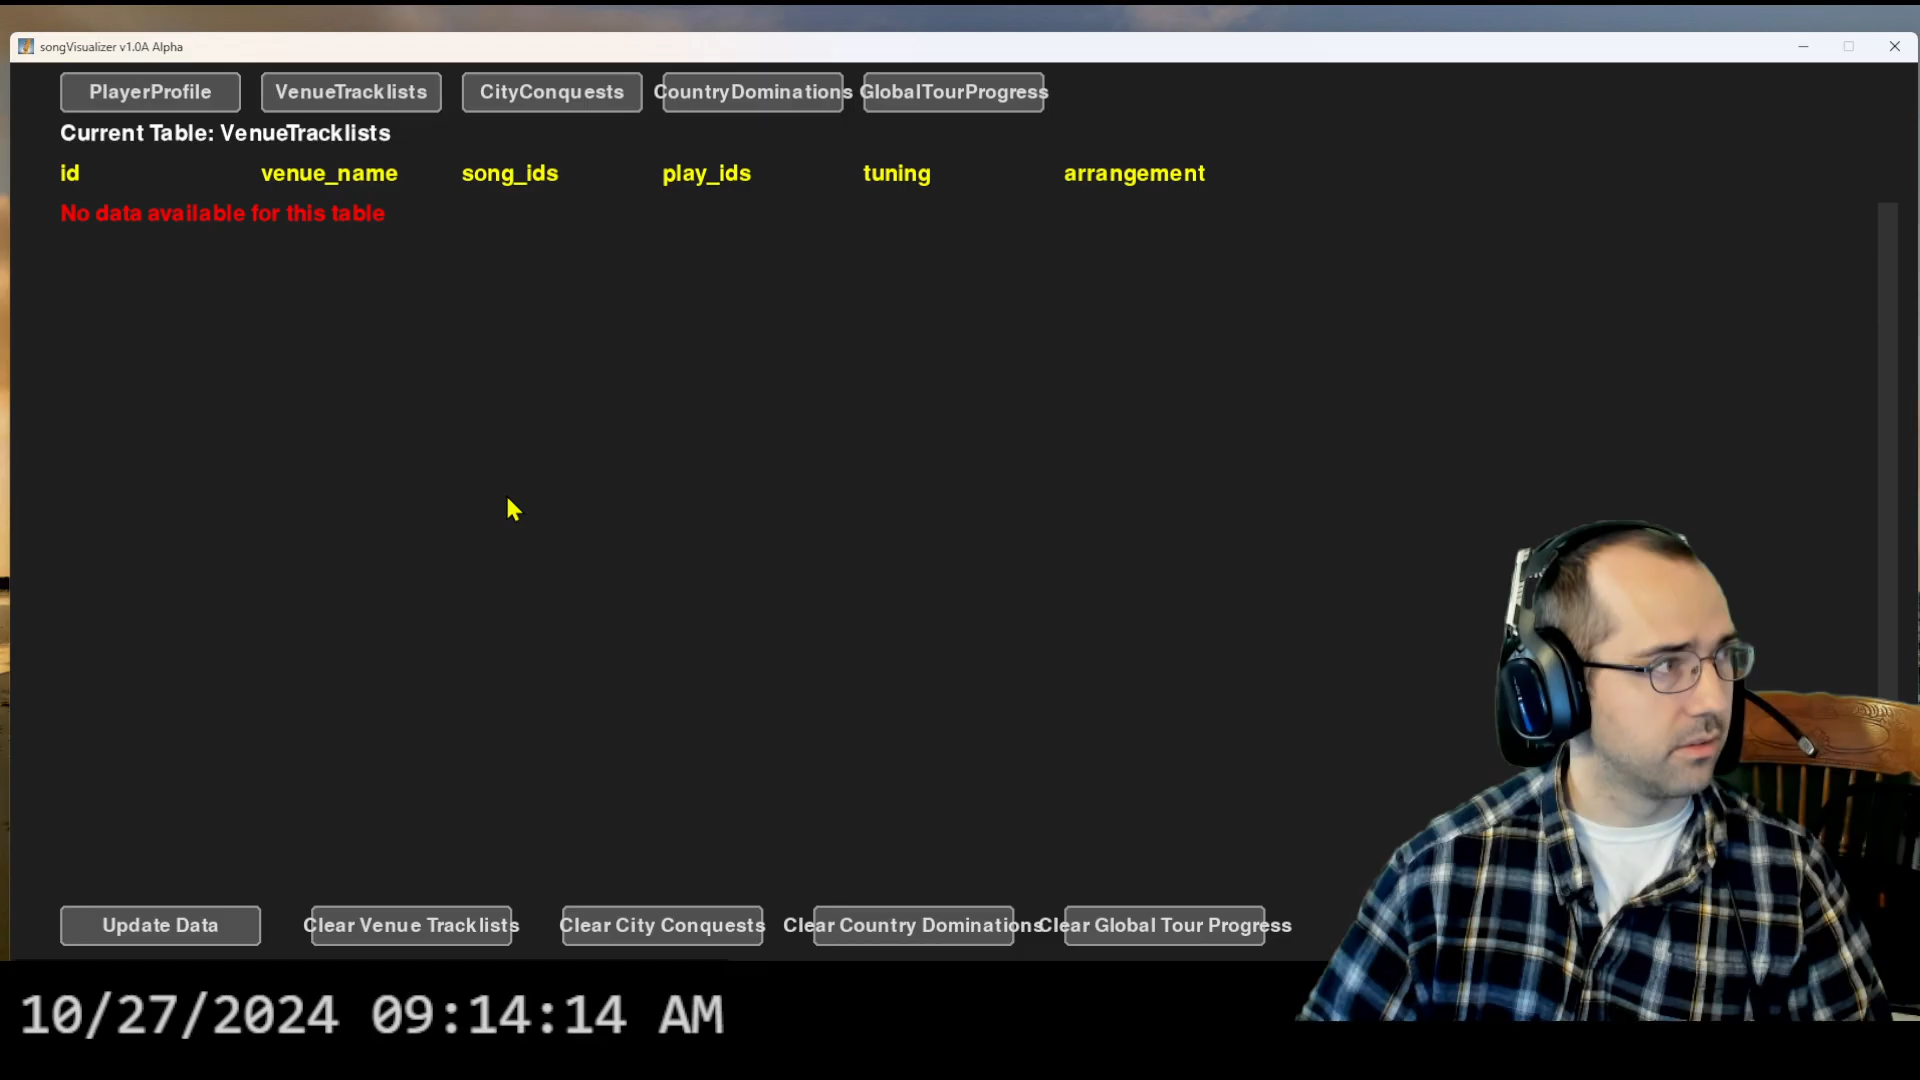 songVisualizer v1.0A Alpha
PlayerProfile VenueTracklists CityConquests CountryDominations GlobalTourProgress
Current Table: VenueTracklists
id venue_name song_ids play_ids tuning arrangement
No data available for this table
Update Data Clear Venue Tracklists Clear City Conquests Clear Country Dominations Clear Global Tour Progress
10/27/2024 09:14:14 AM